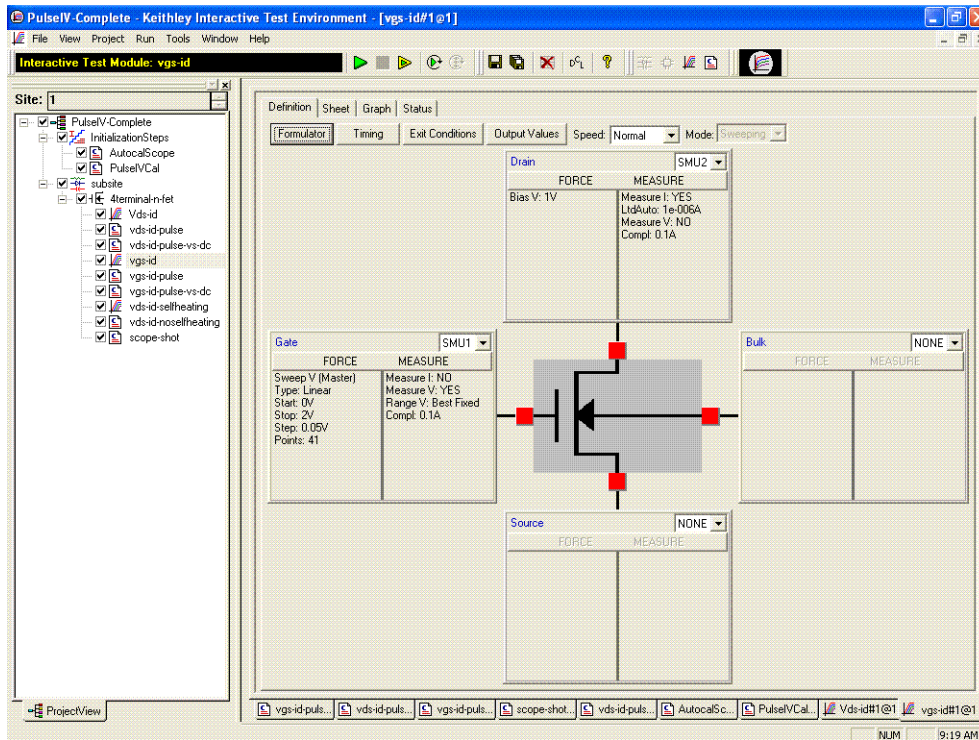 PulseIV-Complete - Keithley Interactive Test Environment - [vgs-id#1@1]
File View Project Run Tools Window Help
Interactive Test Module: vgs-id
Site: 1
PulseIV-Complete
InitializationSteps
AutocalScope
PulseIVCal
subsite
4terminal-n-fet
Vds-id
vds-id-pulse
vds-id-pulse-vs-dc
vgs-id
vgs-id-pulse
vgs-id-pulse-vs-dc
vds-id-selfheating
vds-id-noselfheating
scope-shot
ProjectView
Definition Sheet Graph Status
Formulator Timing Exit Conditions Output Values Speed: Normal Mode: Sweeping
Drain SMU2
FORCE MEASURE
Bias V: 1V
Measure I: YES
LtdAuto: 1e-006A
Measure V: NO
Compl: 0.1A
Gate SMU1
FORCE MEASURE
Sweep V (Master)
Type: Linear
Start: 0V
Stop: 2V
Step: 0.05V
Points: 41
Measure I: NO
Measure V: YES
Range V: Best Fixed
Compl: 0.1A
Bulk NONE
FORCE MEASURE
Source NONE
FORCE MEASURE
vgs-id-puls... vds-id-puls... vgs-id-puls... scope-shot... vds-id-puls... AutocalSc... PulseIVCal... Vds-id#1@1 vgs-id#1@1
NUM 9:19 AM